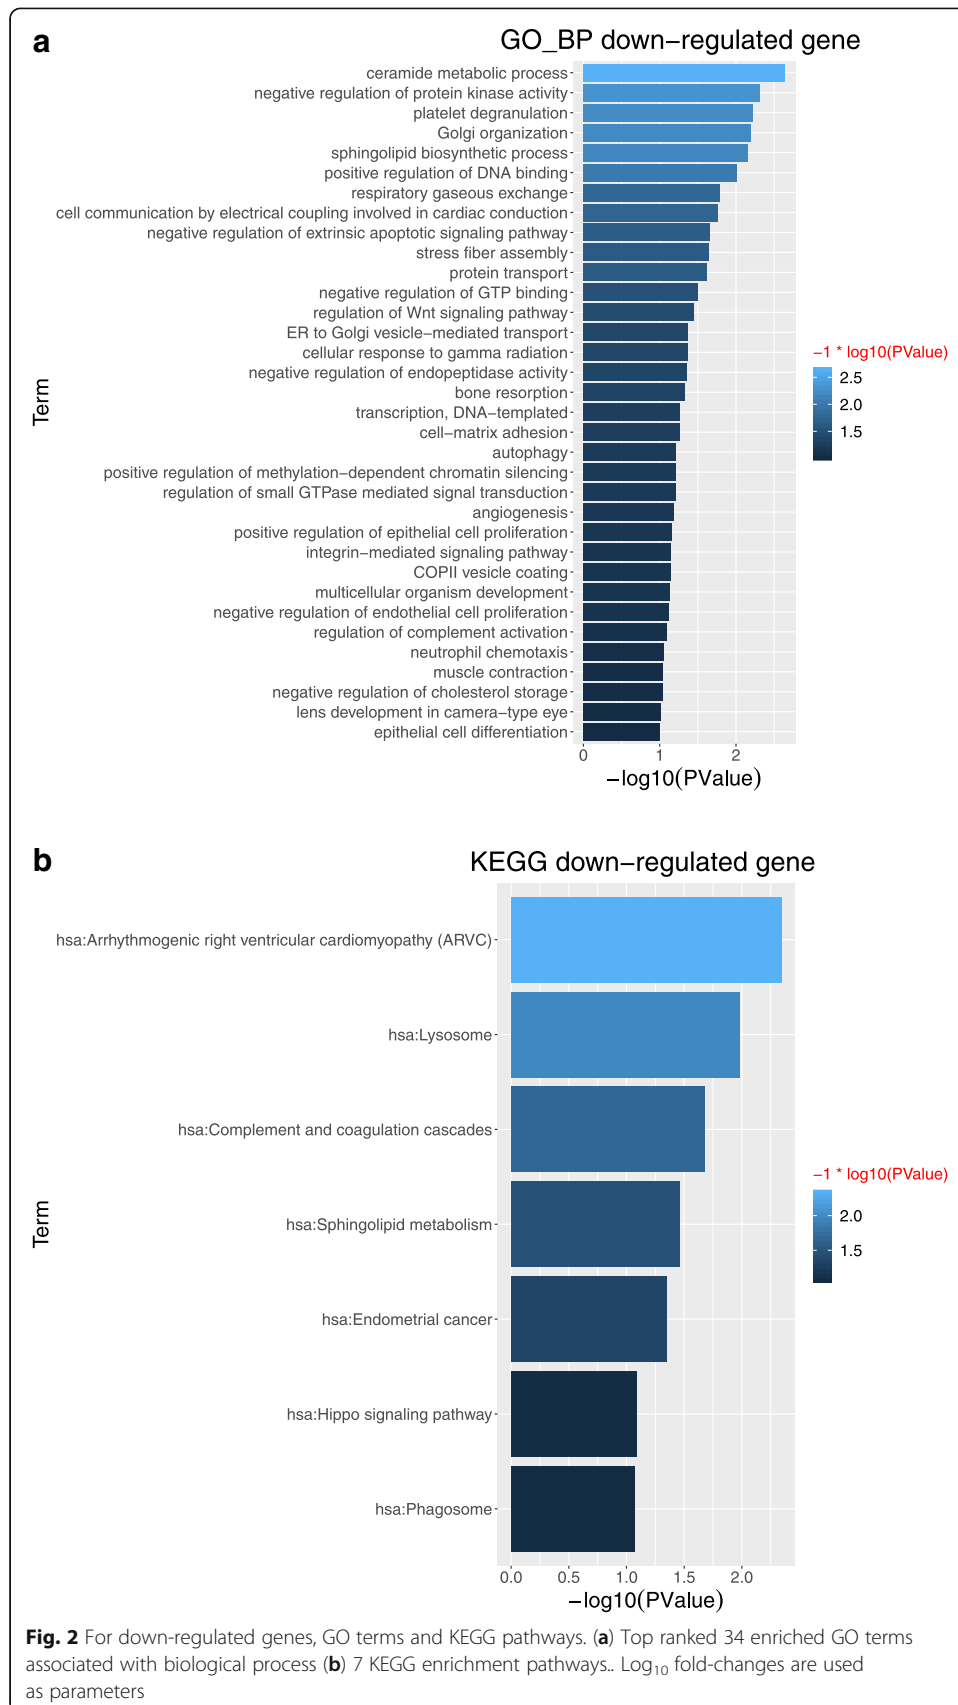 a
GO_BP down−regulated gene
ceramide metabolic process
negative regulation of protein kinase activity
platelet degranulation
Golgi organization
sphingolipid biosynthetic process
positive regulation of DNA binding
respiratory gaseous exchange
cell communication by electrical coupling involved in cardiac conduction
negative regulation of extrinsic apoptotic signaling pathway
stress fiber assembly
protein transport
negative regulation of GTP binding
regulation of Wnt signaling pathway
ER to Golgi vesicle−mediated transport
cellular response to gamma radiation
negative regulation of endopeptidase activity
bone resorption
transcription, DNA−templated
cell−matrix adhesion
autophagy
positive regulation of methylation−dependent chromatin silencing
regulation of small GTPase mediated signal transduction
angiogenesis
positive regulation of epithelial cell proliferation
integrin−mediated signaling pathway
COPII vesicle coating
multicellular organism development
negative regulation of endothelial cell proliferation
regulation of complement activation
neutrophil chemotaxis
muscle contraction
negative regulation of cholesterol storage
lens development in camera−type eye
epithelial cell differentiation
Term
0 1 2
−log10(PValue)
−1 * log10(PValue)
2.5
2.0
1.5
b
KEGG down−regulated gene
hsa:Arrhythmogenic right ventricular cardiomyopathy (ARVC)
hsa:Lysosome
hsa:Complement and coagulation cascades
hsa:Sphingolipid metabolism
hsa:Endometrial cancer
hsa:Hippo signaling pathway
hsa:Phagosome
Term
0.0 0.5 1.0 1.5 2.0
−log10(PValue)
−1 * log10(PValue)
2.0
1.5
Fig. 2 For down-regulated genes, GO terms and KEGG pathways. (a) Top ranked 34 enriched GO terms
associated with biological process (b) 7 KEGG enrichment pathways.. Log10 fold-changes are used
as parameters